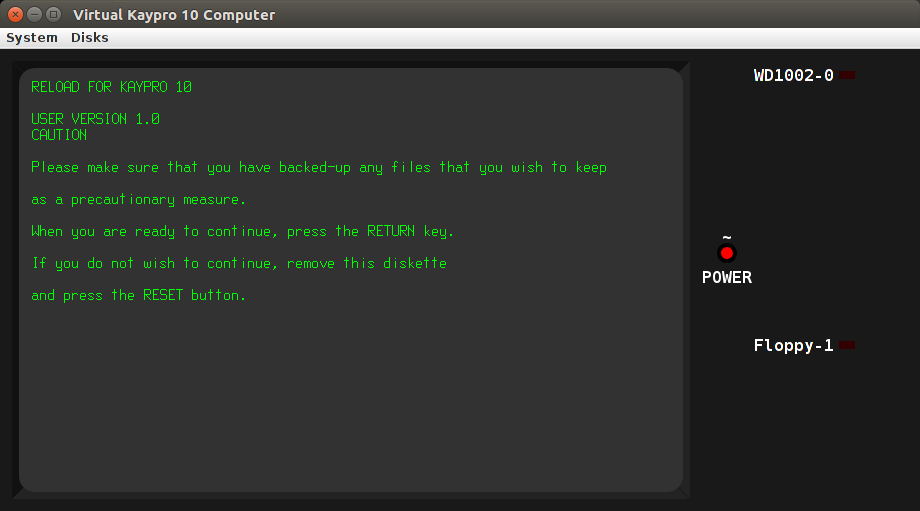 Virtual Kaypro 10 Computer
System Disks
RELOAD FOR KAYPRO 10
USER VERSION 1.0
CAUTION
Please make sure that you have backed-up any files that you wish to keep
as a precautionary measure.
When you are ready to continue, press the RETURN key.
If you do not wish to continue, remove this diskette
and press the RESET button.
WD1002-0
~
POWER
Floppy-1